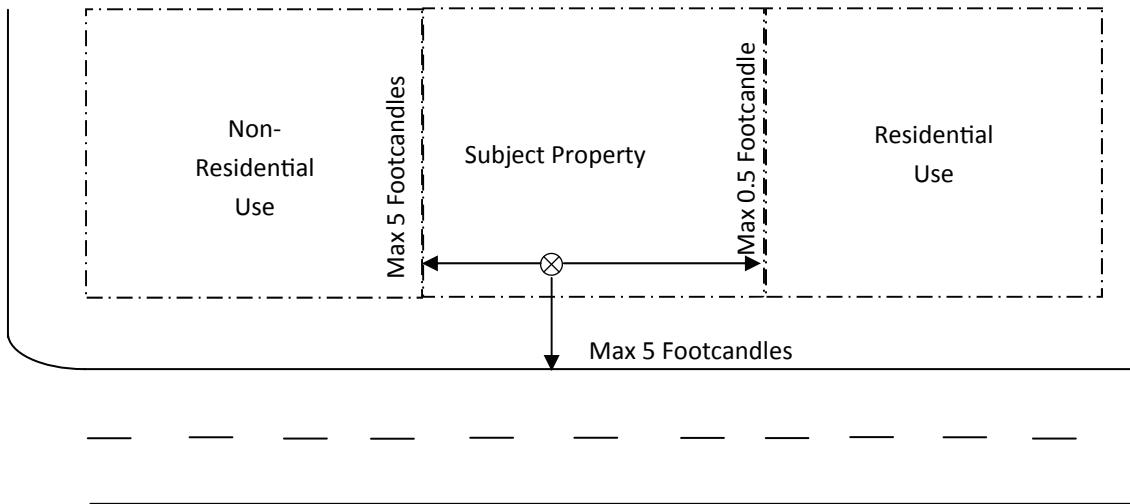 Non-
Residential
Use
Max 5 Footcandles
Subject Property
Max 0.5 Footcandle
Residential
Use
Max 5 Footcandles